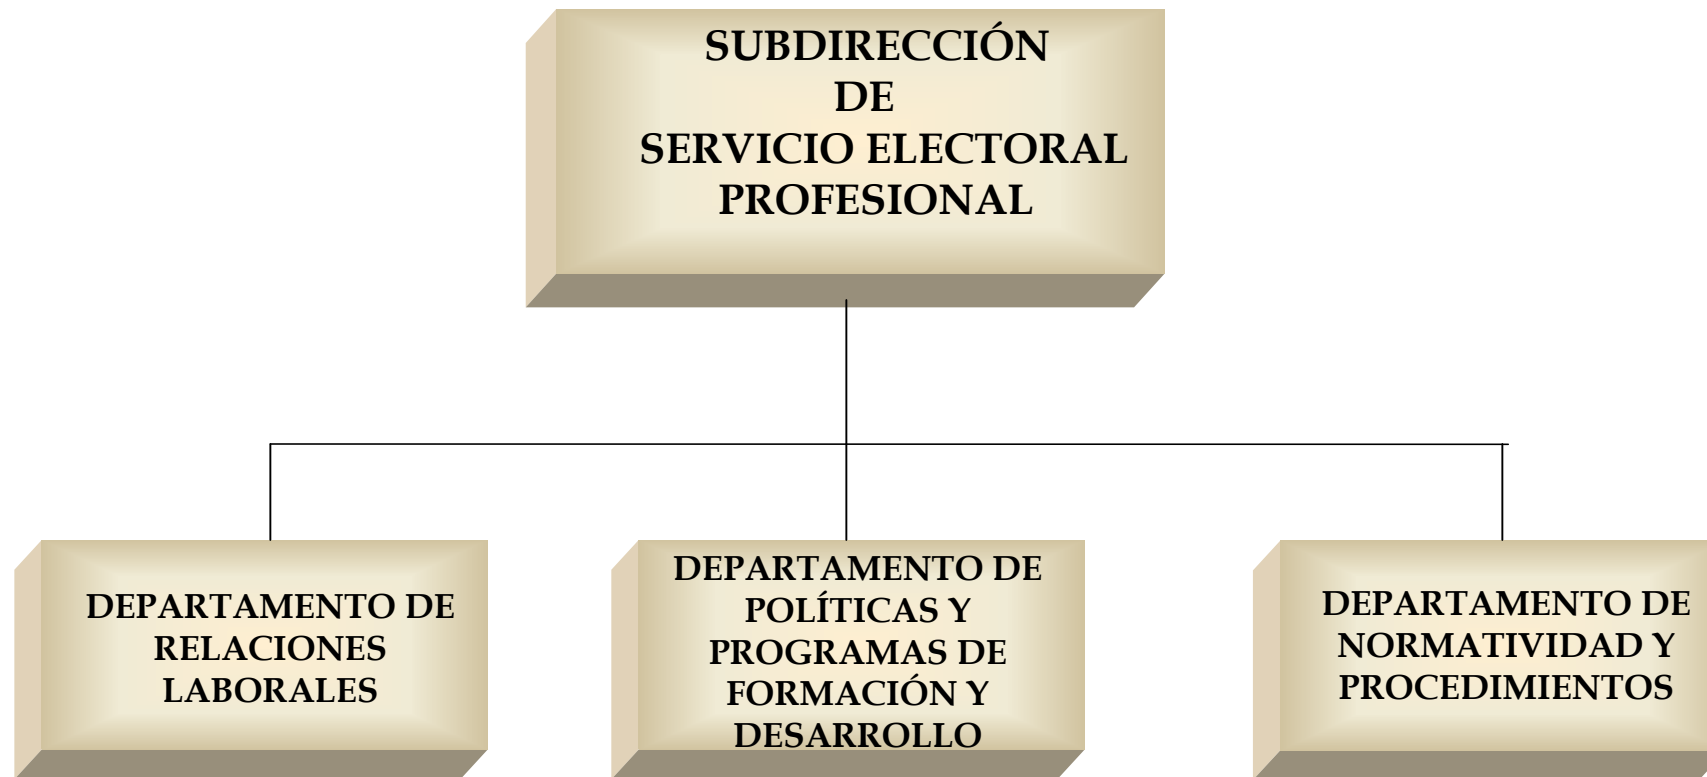 SUBDIRECCIÓN
DE
SERVICIO ELECTORAL
PROFESIONAL
DEPARTAMENTO DE
RELACIONES
LABORALES
DEPARTAMENTO DE
POLÍTICAS Y
PROGRAMAS DE
FORMACIÓN Y
DESARROLLO
DEPARTAMENTO DE
NORMATIVIDAD Y
PROCEDIMIENTOS